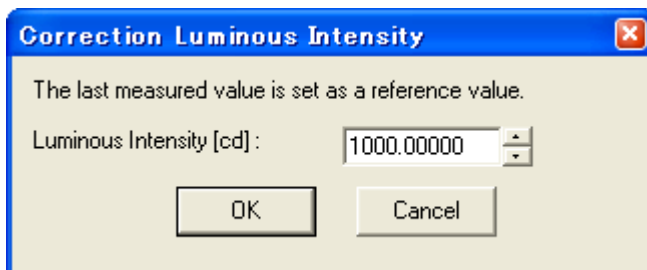 Correction Luminous Intensity
The last measured value is set as a reference value.
Luminous Intensity [cd] : 1000.00000
OK Cancel